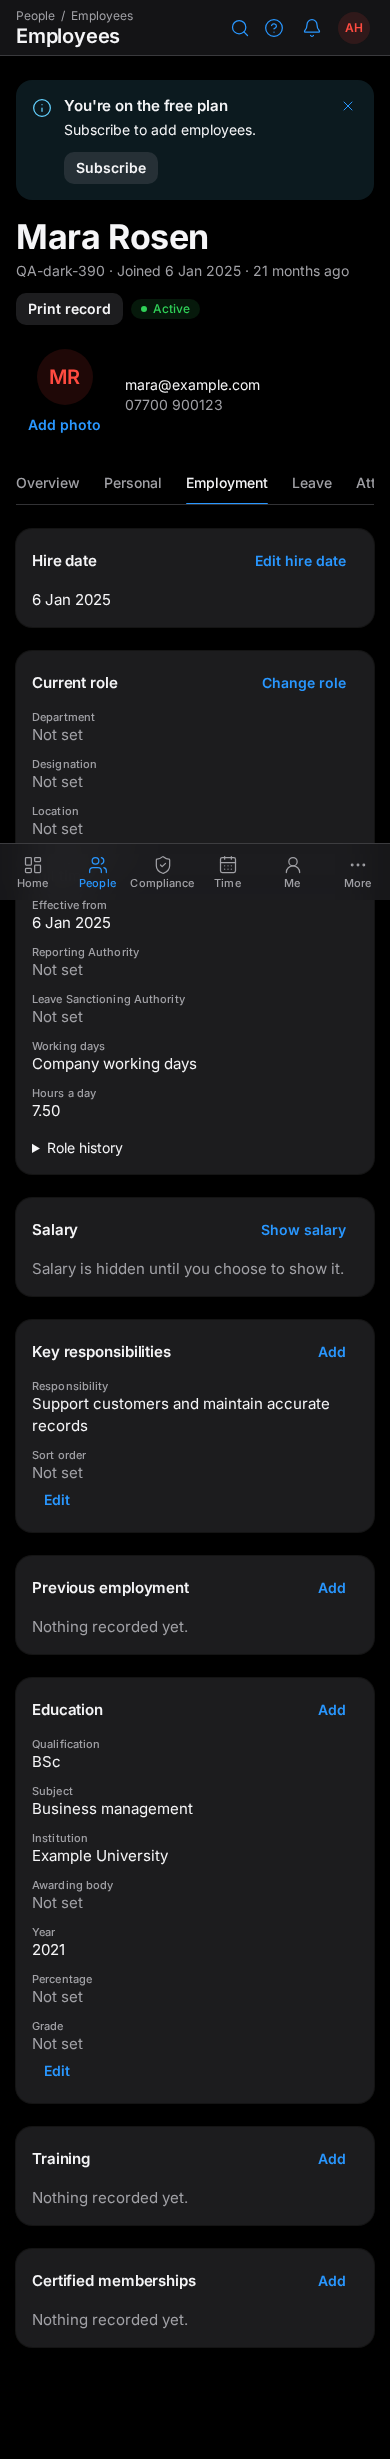 People / Employees
Employees
AH
You're on the free plan
Subscribe to add employees.
Subscribe
Mara Rosen
QA-dark-390 · Joined 6 Jan 2025 · 21 months ago
Print record
Active
MR
Add photo
mara@example.com
07700 900123
Overview Personal Employment Leave Att
Hire date Edit hire date
6 Jan 2025
Current role Change role
Department
Not set
Designation
Not set
Location
Not set
Home People Compliance Time Me More
Effective from
6 Jan 2025
Reporting Authority
Not set
Leave Sanctioning Authority
Not set
Working days
Company working days
Hours a day
7.50
Role history
Salary Show salary
Salary is hidden until you choose to show it.
Key responsibilities Add
Responsibility
Support customers and maintain accurate
records
Sort order
Not set
Edit
Previous employment Add
Nothing recorded yet.
Education Add
Qualification
BSc
Subject
Business management
Institution
Example University
Awarding body
Not set
Year
2021
Percentage
Not set
Grade
Not set
Edit
Training Add
Nothing recorded yet.
Certified memberships Add
Nothing recorded yet.